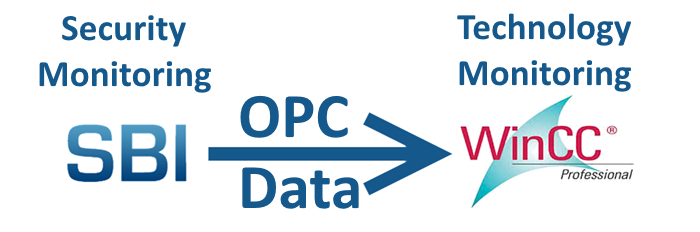 Security
Monitoring
SBI
OPC
Data
Technology
Monitoring
WinCC®
Professional